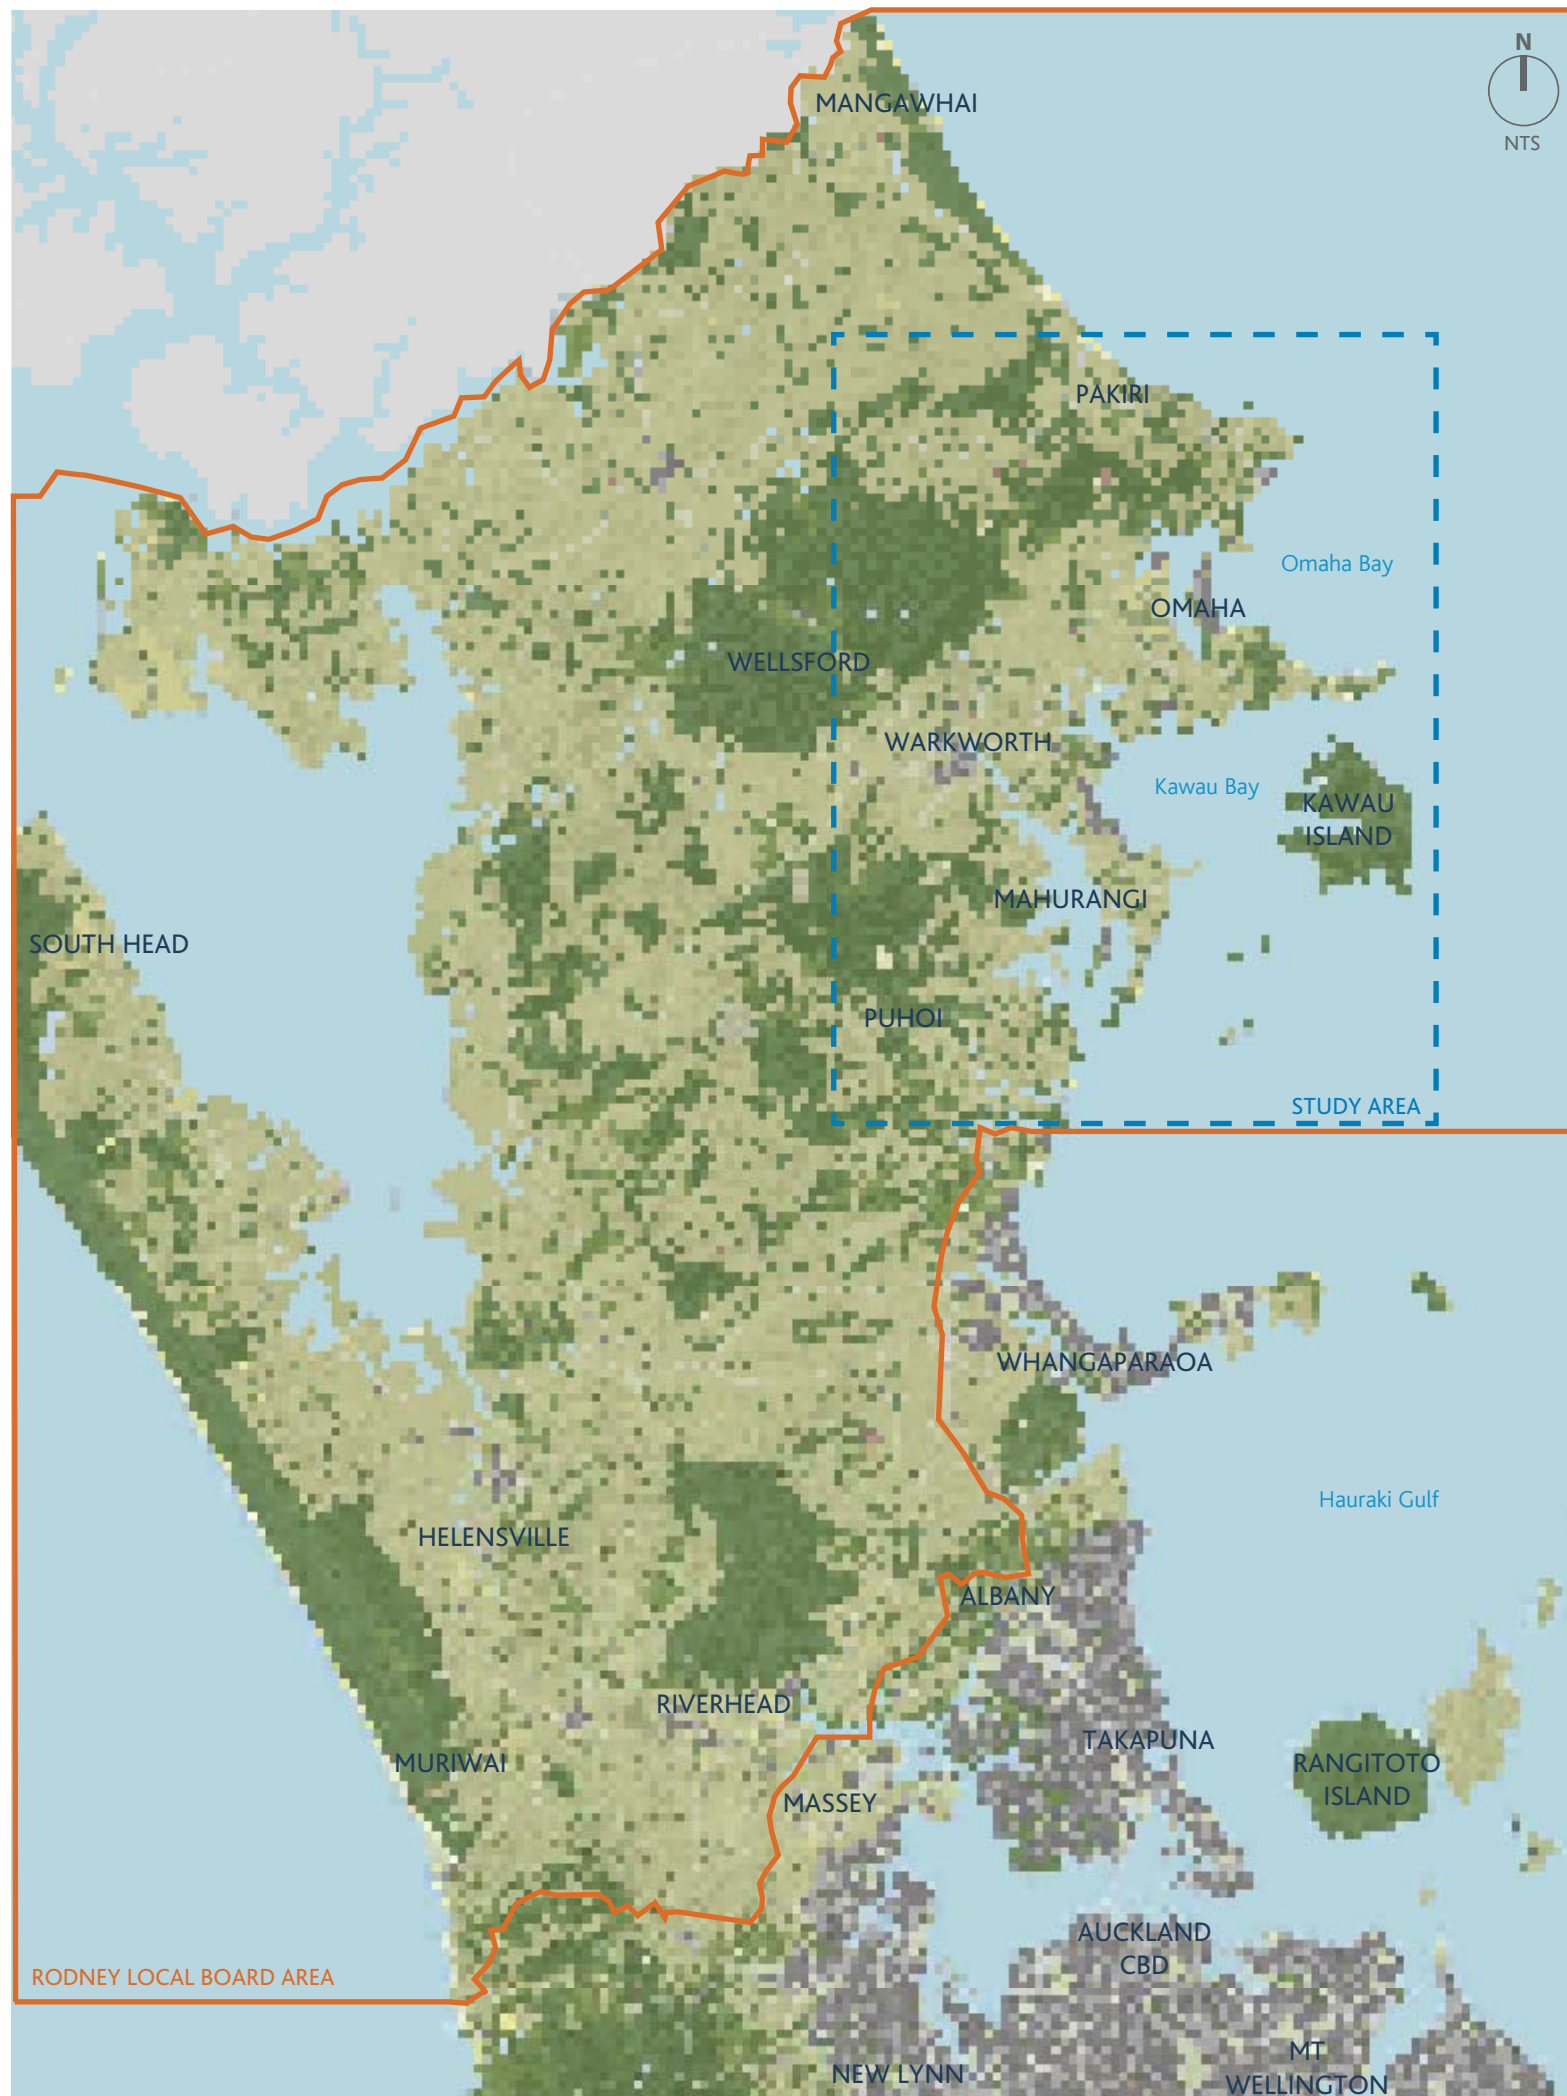 N
NTS
MANGAWHAI
PAKIRI
Omaha Bay
OMAHA
WELLSFORD
WARKWORTH
Kawau Bay
KAWAU
ISLAND
MAHURANGI
SOUTH HEAD
PUHOI
STUDY AREA
WHANGAPARAOA
Hauraki Gulf
HELENSVILLE
ALBANY
RIVERHEAD
TAKAPUNA
MURIWAI
RANGITOTO
ISLAND
MASSEY
AUCKLAND
CBD
RODNEY LOCAL BOARD AREA
MT
WELLINGTON
NEW LYNN